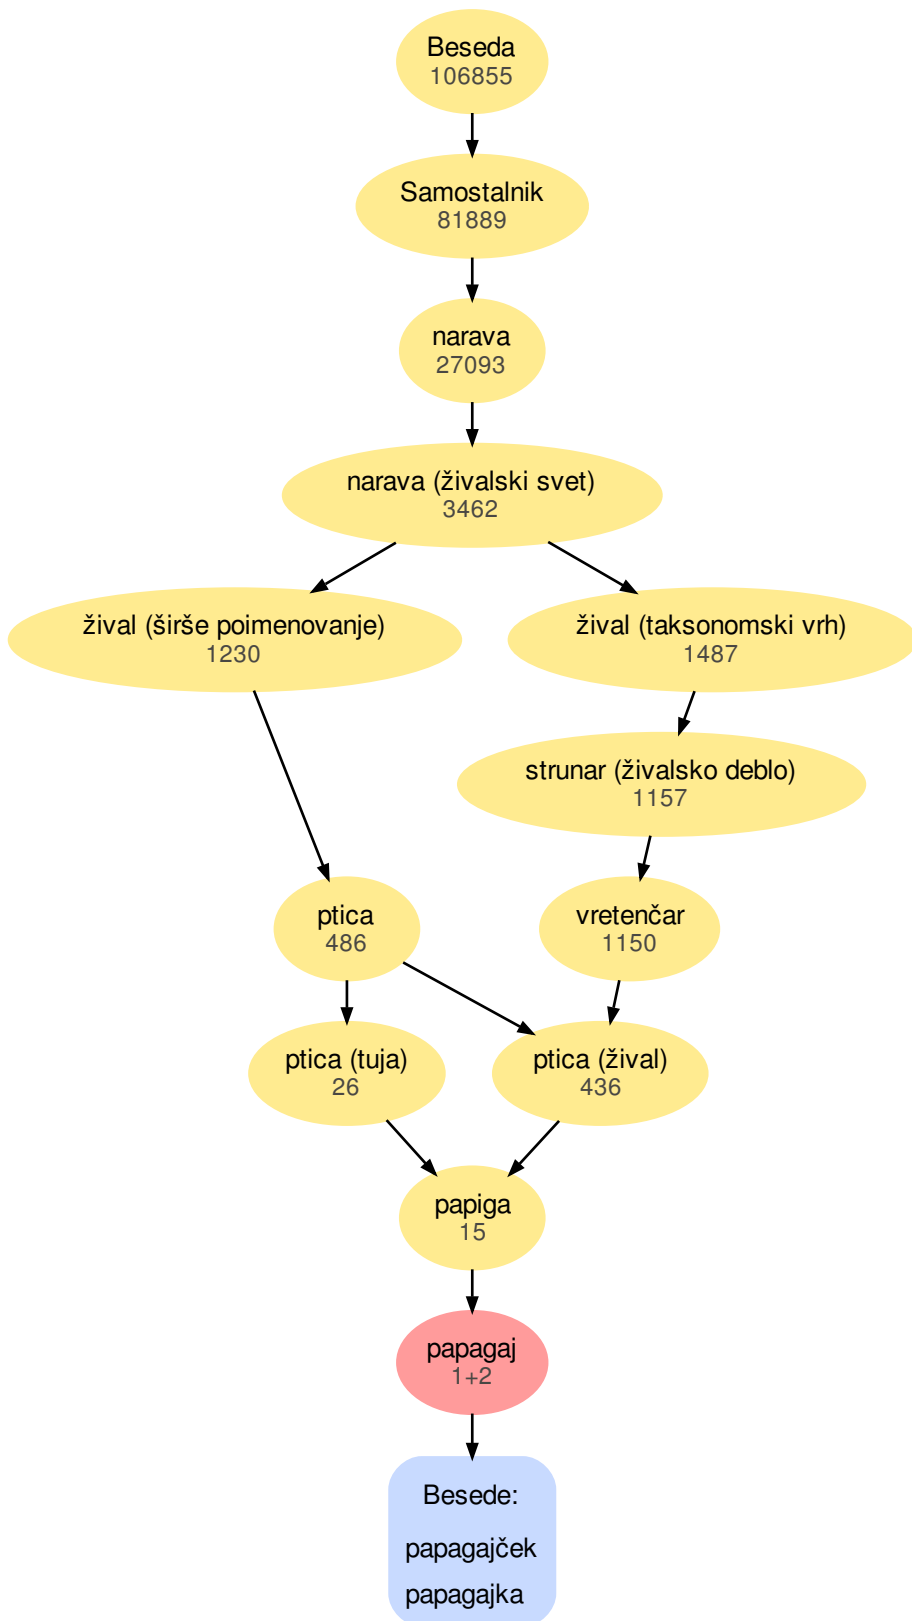 Beseda
106855
Samostalnik
81889
narava
27093
narava (živalski svet)
3462
žival (širše poimenovanje)
1230
žival (taksonomski vrh)
1487
strunar (živalsko deblo)
1157
ptica
486
vretenčar
1150
ptica (tuja)
26
ptica (žival)
436
papiga
15
papagaj
1+2
Besede:
papagajček
papagajka